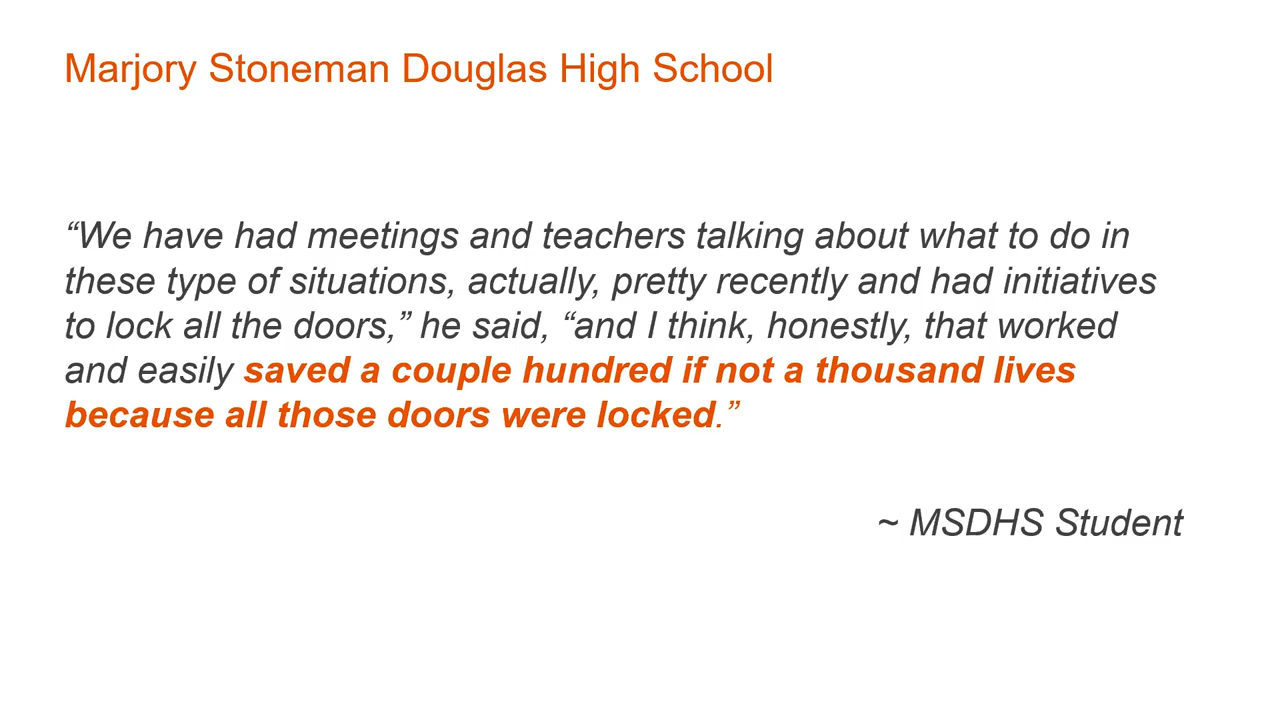 Marjory Stoneman Douglas High School
“We have had meetings and teachers talking about what to do in
these type of situations, actually, pretty recently and had initiatives
to lock all the doors,” he said, “and I think, honestly, that worked
and easily saved a couple hundred if not a thousand lives
because all those doors were locked.”
~ MSDHS Student